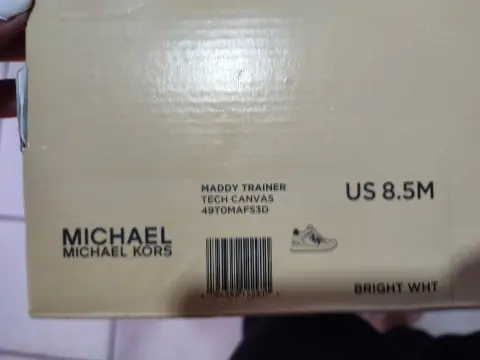 MADDY TRAINER
TECH CANVAS
49T0MAFS3D
US 8.5M
MICHAEL
MICHAEL KORS
BRIGHT WHT